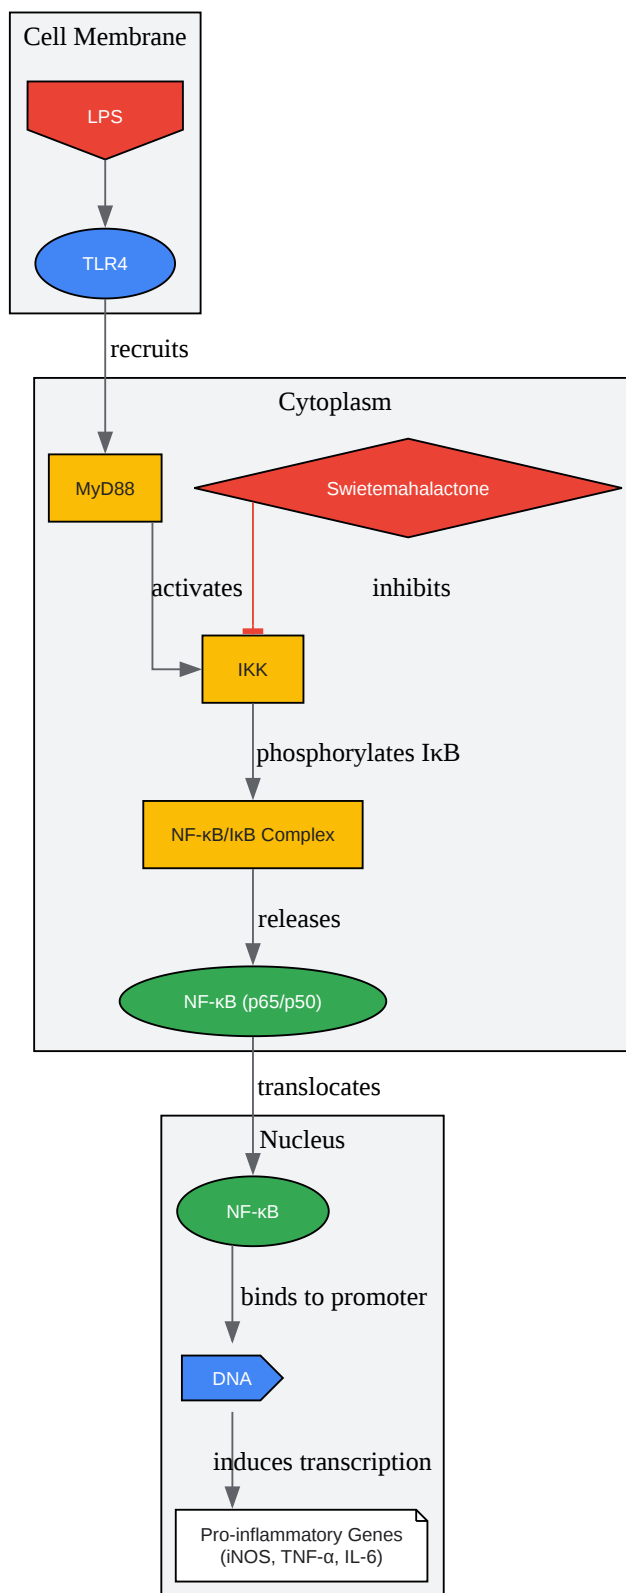 Cell Membrane
LPS
TLR4
recruits
Cytoplasm
MyD88
Swietemahalactone
activates
inhibits
IKK
phosphorylates IκB
NF-κB/IκB Complex
releases
NF-κB (p65/p50)
translocates
Nucleus
NF-κB
binds to promoter
DNA
induces transcription
Pro-inflammatory Genes
(iNOS, TNF-α, IL-6)